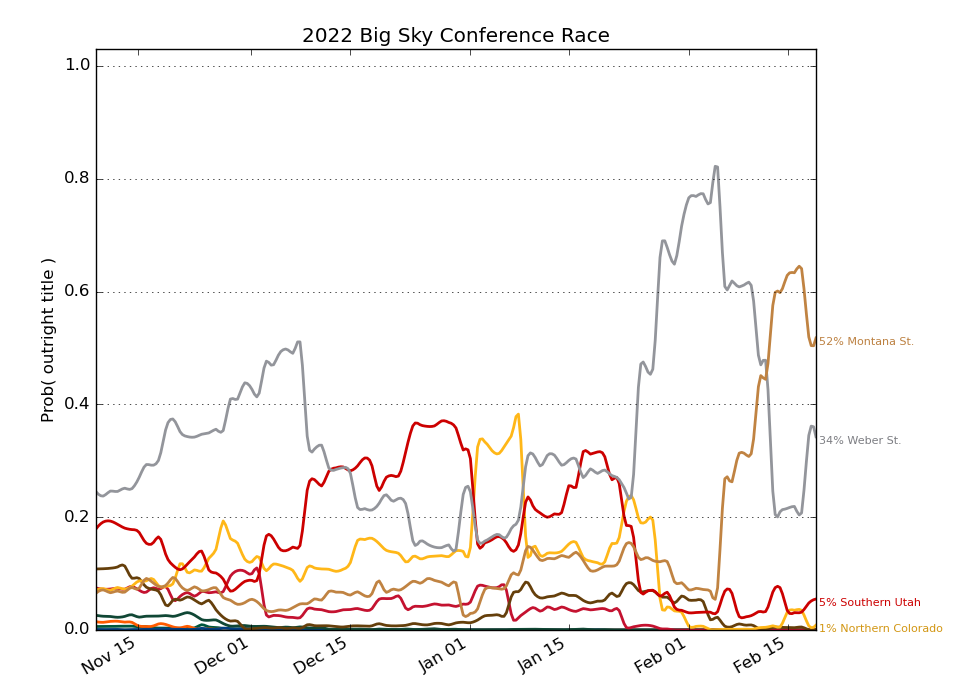 2022 Big Sky Conference Race
Prob( outright title )
1.0
0.8
0.6
0.4
0.2
0.0
52% Montana St.
34% Weber St.
5% Southern Utah
1% Northern Colorado
Nov 15
Dec 01
Dec 15
Jan 01
Jan 15
Feb 01
Feb 15